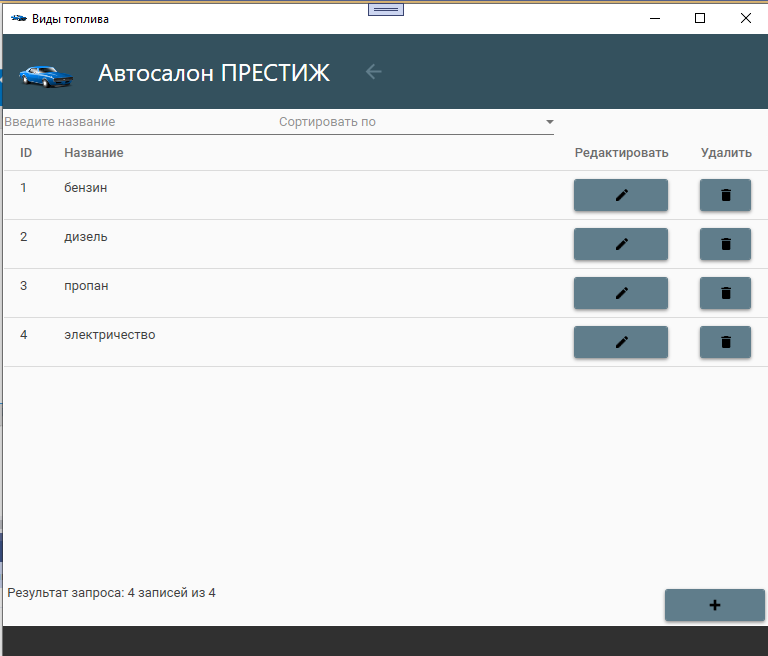 Виды топлива
Автосалон ПРЕСТИЖ
Введите название Сортировать по
ID Название Редактировать Удалить
1 бензин
2 дизель
3 пропан
4 электричество
Результат запроса: 4 записей из 4